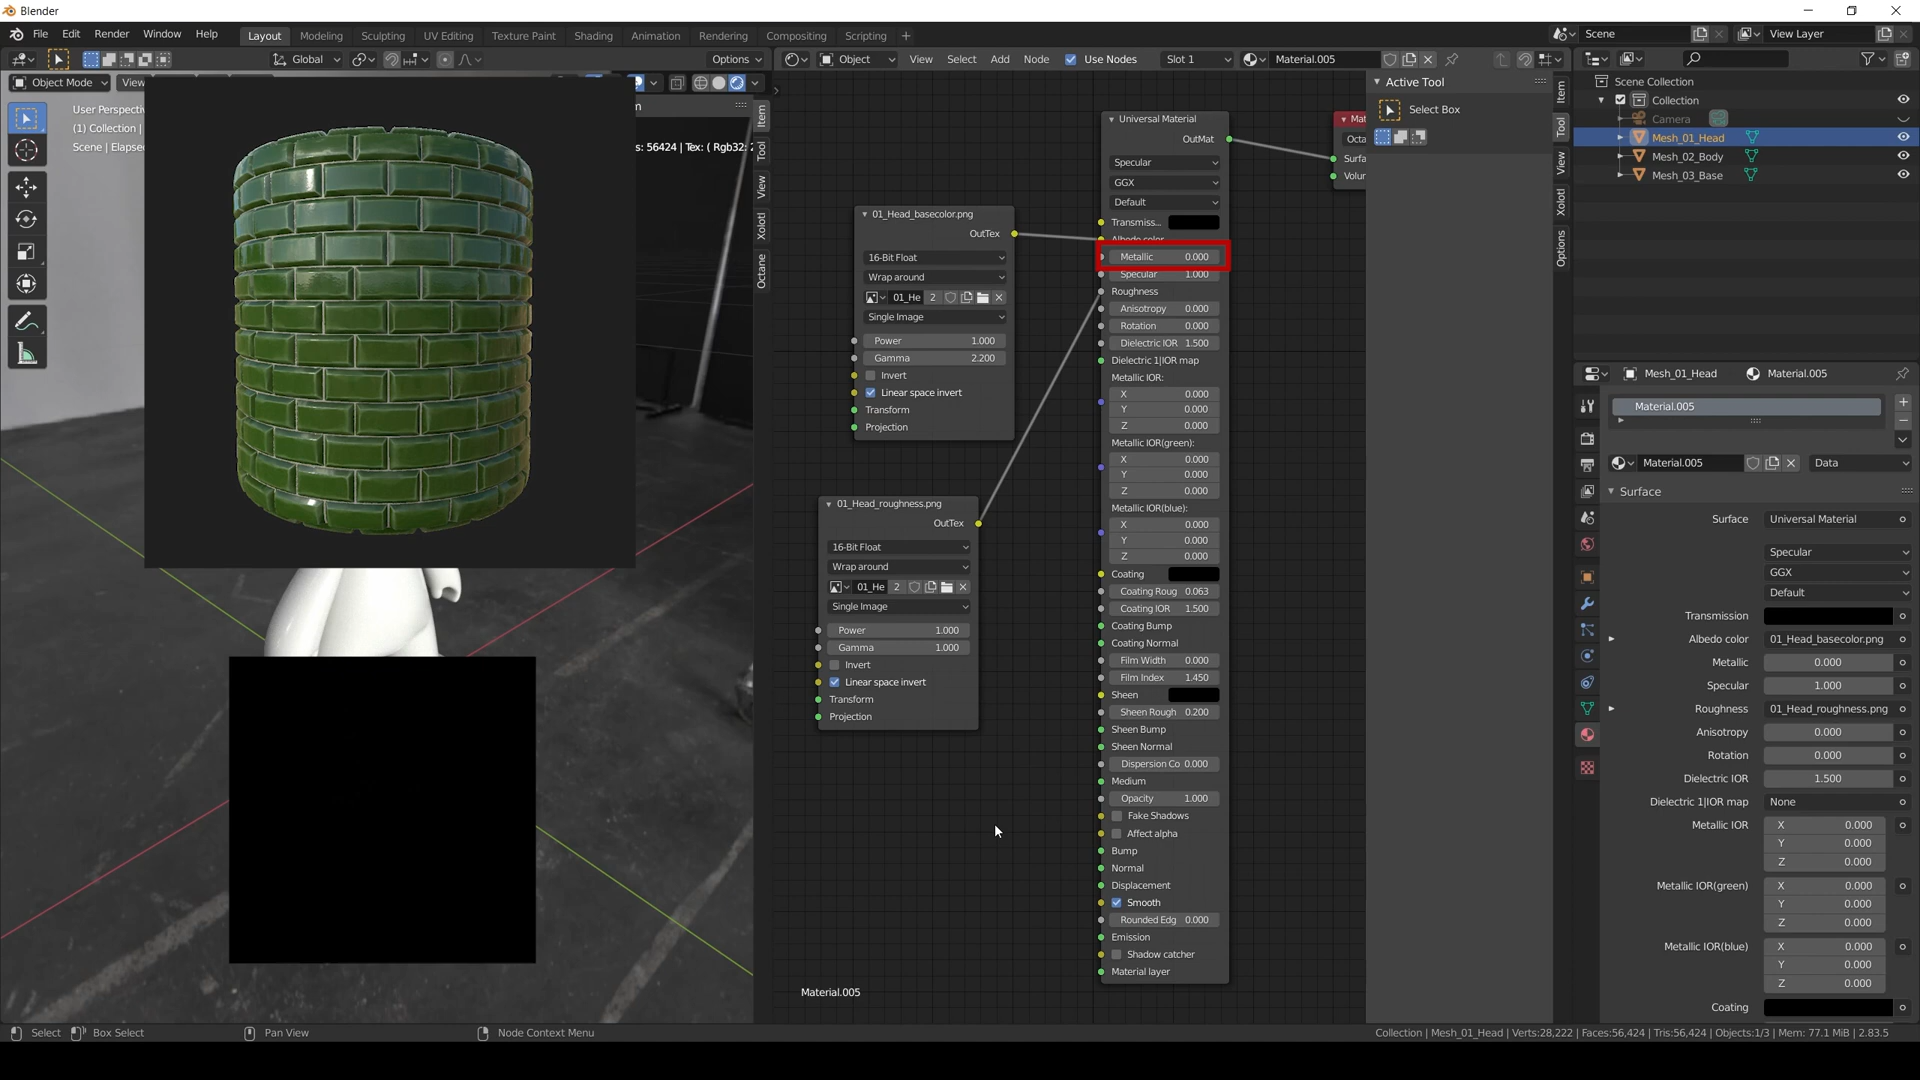 Blender
File Edit Render Window Help
Layout Modeling Sculpting UV Editing Texture Paint Shading Animation Rendering Compositing Scripting +
Scene
View Layer
Global
Options
Object View Select Add Node Use Nodes Slot 1 Material.005
Object Mode View
User Perspectiv
(1) Collection |
Scene | Elapse
n
s: 56424 | Tex: ( Rgb32: 2
Item
Tool
View
Xolotl
Octane
01_Head_basecolor.png
OutTex
16-Bit Float
Wrap around
01_He 2
Single Image
Power 1.000
Gamma 2.200
Invert
Linear space invert
Transform
Projection
01_Head_roughness.png
OutTex
16-Bit Float
Wrap around
01_He 2
Single Image
Power 1.000
Gamma 1.000
Invert
Linear space invert
Transform
Projection
Material.005
Universal Material
OutMat
Specular
GGX
Default
Transmiss...
Albedo color
Metallic 0.000
Specular 1.000
Roughness
Anisotropy 0.000
Rotation 0.000
Dielectric IOR 1.500
Dielectric 1|IOR map
Metallic IOR:
X 0.000
Y 0.000
Z 0.000
Metallic IOR(green):
X 0.000
Y 0.000
Z 0.000
Metallic IOR(blue):
X 0.000
Y 0.000
Z 0.000
Coating
Coating Roug 0.063
Coating IOR 1.500
Coating Bump
Coating Normal
Film Width 0.000
Film Index 1.450
Sheen
Sheen Rough 0.200
Sheen Bump
Sheen Normal
Dispersion Co 0.000
Medium
Opacity 1.000
Fake Shadows
Affect alpha
Bump
Normal
Displacement
Smooth
Rounded Edg 0.000
Emission
Shadow catcher
Material layer
Mat
Octa
Surfa
Volur
Active Tool
Select Box
Item
Tool
View
Xolotl
Options
Scene Collection
Collection
Camera
Mesh_01_Head
Mesh_02_Body
Mesh_03_Base
Mesh_01_Head Material.005
Material.005
Material.005 Data
Surface
Surface Universal Material
Specular
GGX
Default
Transmission
Albedo color 01_Head_basecolor.png
Metallic 0.000
Specular 1.000
Roughness 01_Head_roughness.png
Anisotropy 0.000
Rotation 0.000
Dielectric IOR 1.500
Dielectric 1|IOR map None
Metallic IOR X 0.000
Y 0.000
Z 0.000
Metallic IOR(green) X 0.000
Y 0.000
Z 0.000
Metallic IOR(blue) X 0.000
Y 0.000
Z 0.000
Coating
Select Box Select Pan View Node Context Menu
Collection | Mesh_01_Head | Verts:28,222 | Faces:56,424 | Tris:56,424 | Objects:1/3 | Mem: 77.1 MiB | 2.83.5